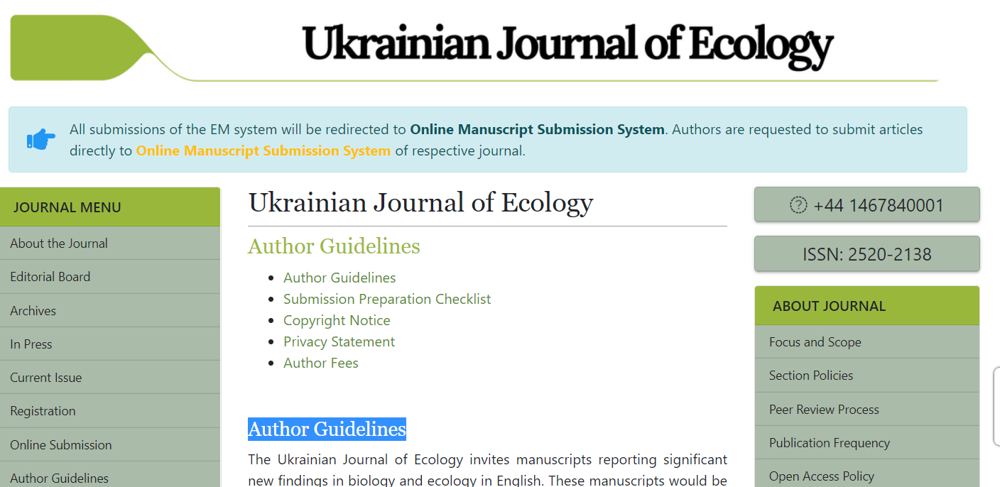 Ukrainian Journal of Ecology
All submissions of the EM system will be redirected to Online Manuscript Submission System. Authors are requested to submit articles
directly to Online Manuscript Submission System of respective journal.
JOURNAL MENU
About the Journal
Editorial Board
Archives
In Press
Current Issue
Registration
Online Submission
Author Guidelines
Ukrainian Journal of Ecology
Author Guidelines
Author Guidelines
Submission Preparation Checklist
Copyright Notice
Privacy Statement
Author Fees
Author Guidelines
The Ukrainian Journal of Ecology invites manuscripts reporting significant
new findings in biology and ecology in English. These manuscripts would be
+44 1467840001
ISSN: 2520-2138
ABOUT JOURNAL
Focus and Scope
Section Policies
Peer Review Process
Publication Frequency
Open Access Policy